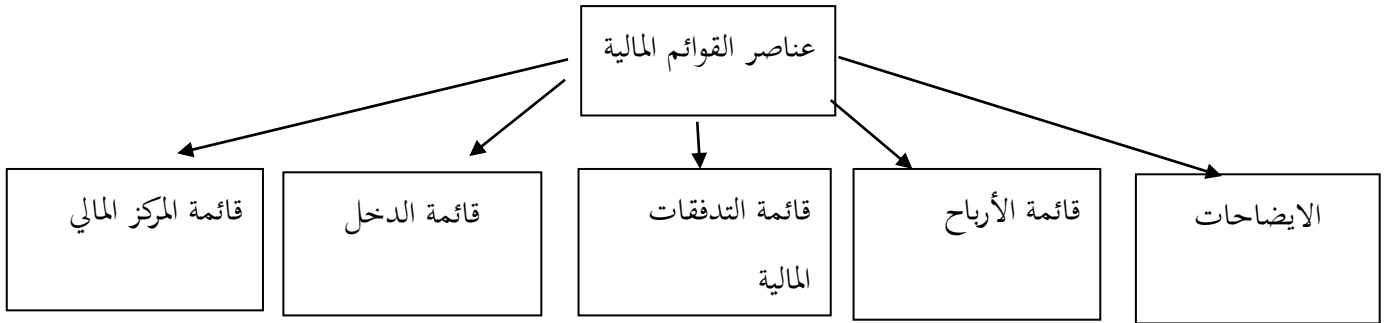 عناصر القوائم المالية
الايضاحات
قائمة الأرباح
قائمة التدفقات
المالية
قائمة الدخل
قائمة المركز المالي